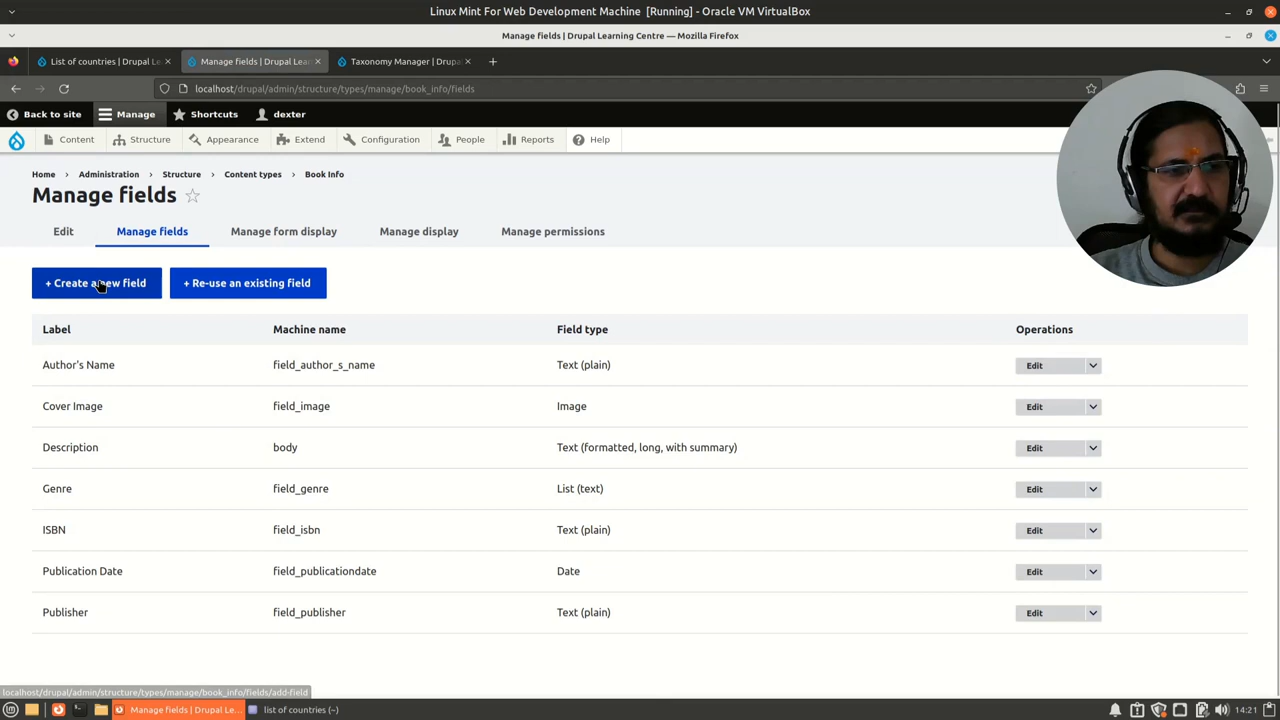 Linux Mint For Web Development Machine [Running] - Oracle VM VirtualBox
Manage fields | Drupal Learning Centre — Mozilla Firefox
List of countries | Drupal Le
Manage fields | Drupal Lear
Taxonomy Manager | Drupa
localhost/drupal/admin/structure/types/manage/book_info/fields
Back to site
Manage
Shortcuts
dexter
Content
Structure
Appearance
Extend
Configuration
People
Reports
Help
Home > Administration > Structure > Content types > Book Info
Manage fields
Edit
Manage fields
Manage form display
Manage display
Manage permissions
+ Create a new field
+ Re-use an existing field
Label Machine name Field type Operations
Author's Name field_author_s_name Text (plain) Edit
Cover Image field_image Image Edit
Description body Text (formatted, long, with summary) Edit
Genre field_genre List (text) Edit
ISBN field_isbn Text (plain) Edit
Publication Date field_publicationdate Date Edit
Publisher field_publisher Text (plain) Edit
localhost/drupal/admin/structure/types/manage/book_info/fields/add-field
Manage fields | Drupal Le...
list of countries (~)
14:21